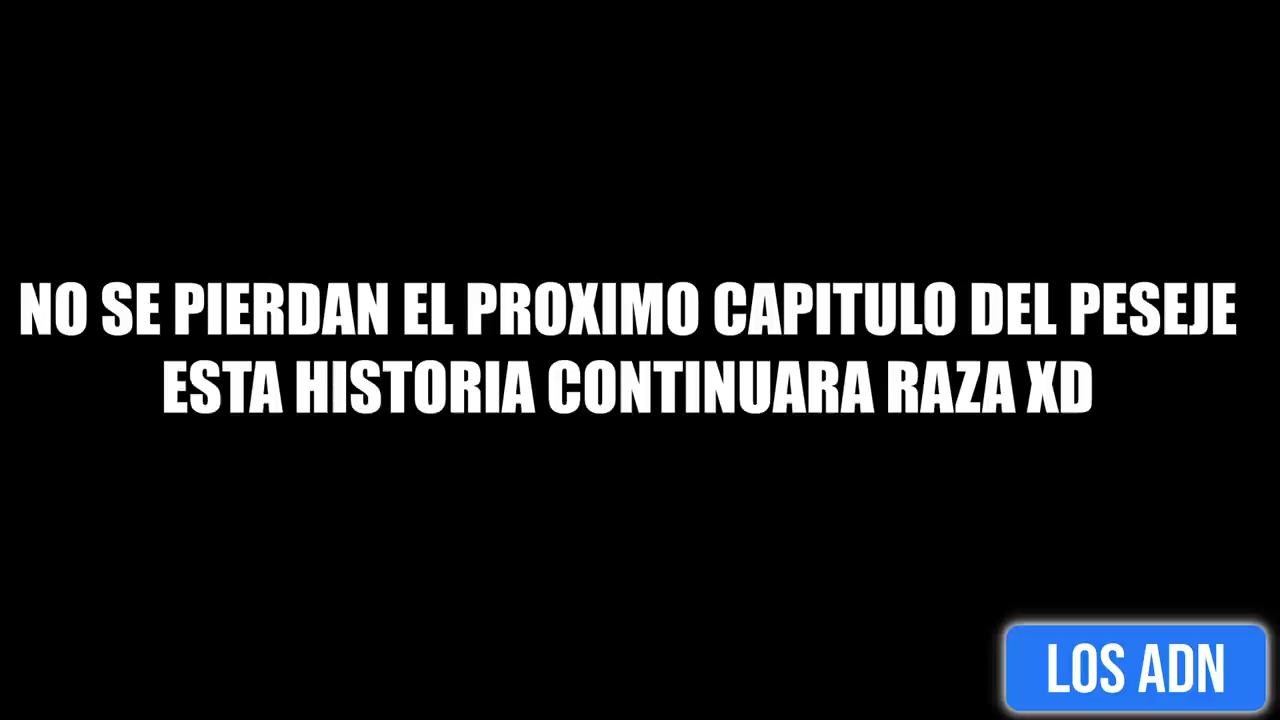 NO SE PIERDAN EL PROXIMO CAPITULO DEL PESEJE
ESTA HISTORIA CONTINUARA RAZA XD
LOS ADN